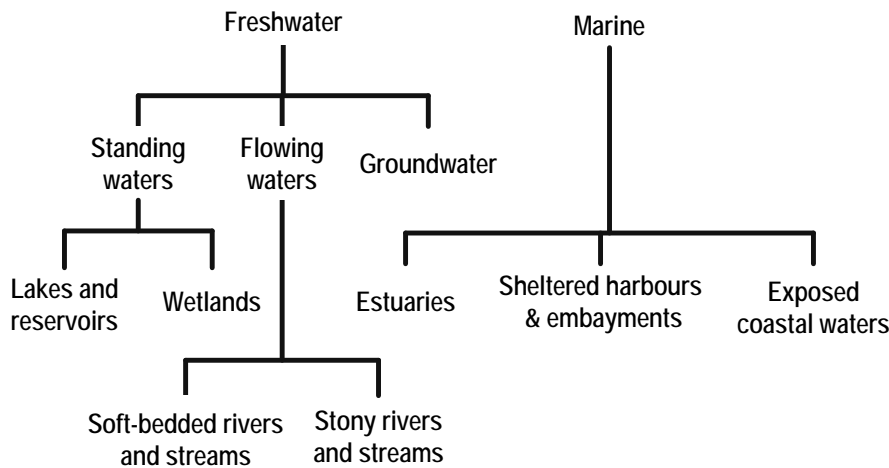 Freshwater
Marine
Standing
waters
Flowing
waters
Groundwater
Lakes and
reservoirs
Wetlands
Estuaries
Sheltered harbours
& embayments
Exposed
coastal waters
Soft-bedded rivers
and streams
Stony rivers
and streams